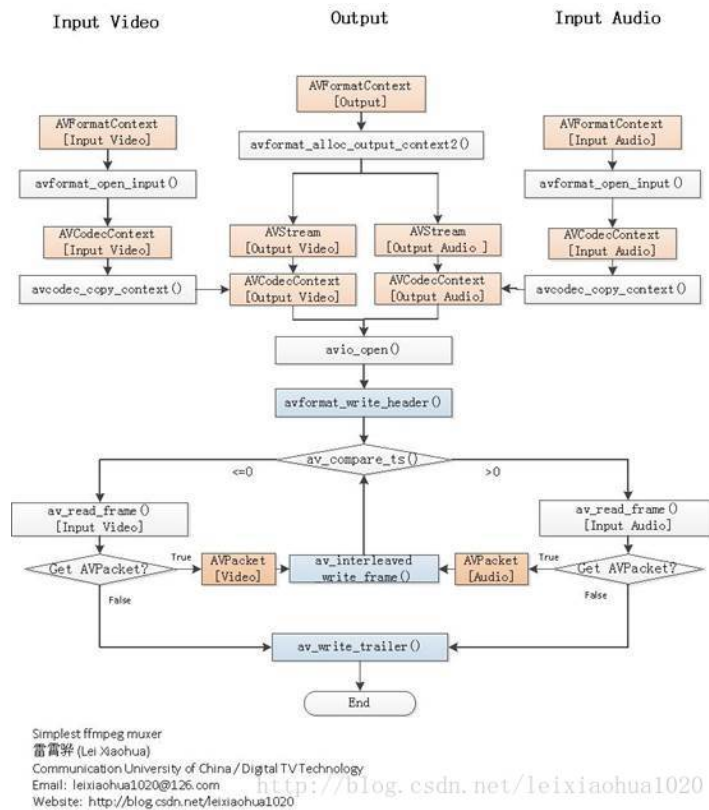 Input Video
Output
Input Audio
AVFormatContext
[Output]
AVFormatContext
[Input Video]
avformat_alloc_output_context2()
AVFormatContext
[Input Audio]
avformat_open_input()
avformat_open_input()
AVCodecContext
[Input Video]
AVStream
[Output Video]
AVStream
[Output Audio ]
AVCodecContext
[Input Audio]
avcodec_copy_context()
AVCodecContext
[Output Video]
AVCodecContext
[Output Audio]
avcodec_copy_context()
avio_open()
avformat_write_header()
av_compare_ts()
<=0
>0
av_read_frame()
[Input Video]
av_read_frame()
[Input Audio]
Get AVPacket?
True
AVPacket
[Video]
av_interleaved
_write_frame()
AVPacket
[Audio]
True
Get AVPacket?
False
False
av_write_trailer()
End
Simplest ffmpeg muxer
雷霄骅 (Lei Xiaohua)
Communication University of China / Digital TV Technology
Email: leixiaohua1020@126.com
Website: http://blog.csdn.net/leixiaohua1020
http://blog.csdn.net/leixiaohua1020